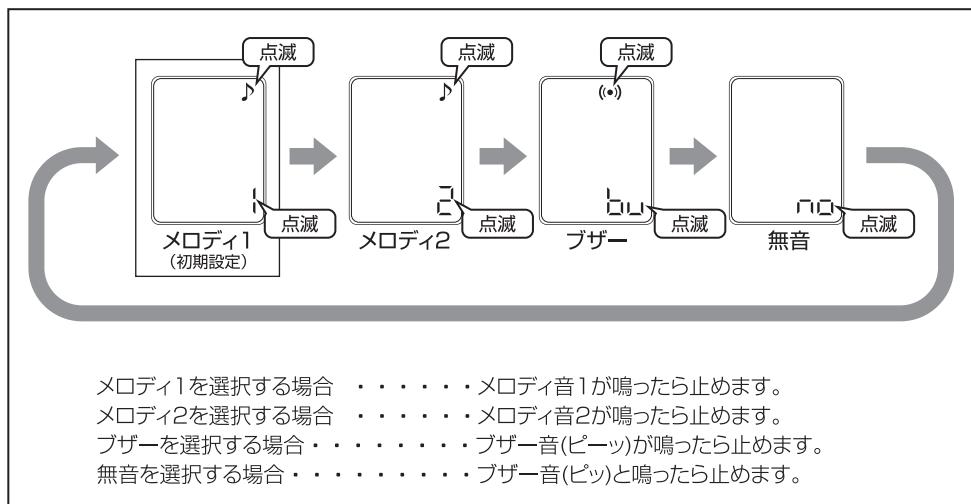 点滅 点滅 点滅
♪ ♪ ((•))
1 2 bu no
点滅 点滅 点滅 点滅
メロディ1 メロディ2 ブザー 無音
(初期設定)
メロディ1を選択する場合 ・・・・・・メロディ音1が鳴ったら止めます。
メロディ2を選択する場合 ・・・・・・メロディ音2が鳴ったら止めます。
ブザーを選択する場合・・・・・・・・ブザー音(ピーッ)が鳴ったら止めます。
無音を選択する場合・・・・・・・・・ブザー音(ピッ)と鳴ったら止めます。